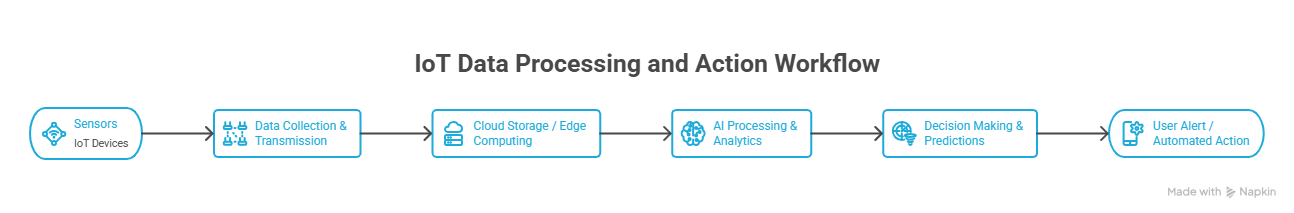 IoT Data Processing and Action Workflow
Sensors
IoT Devices
Data Collection &
Transmission
Cloud Storage / Edge
Computing
AI Processing &
Analytics
Decision Making &
Predictions
User Alert /
Automated Action
Made with Napkin